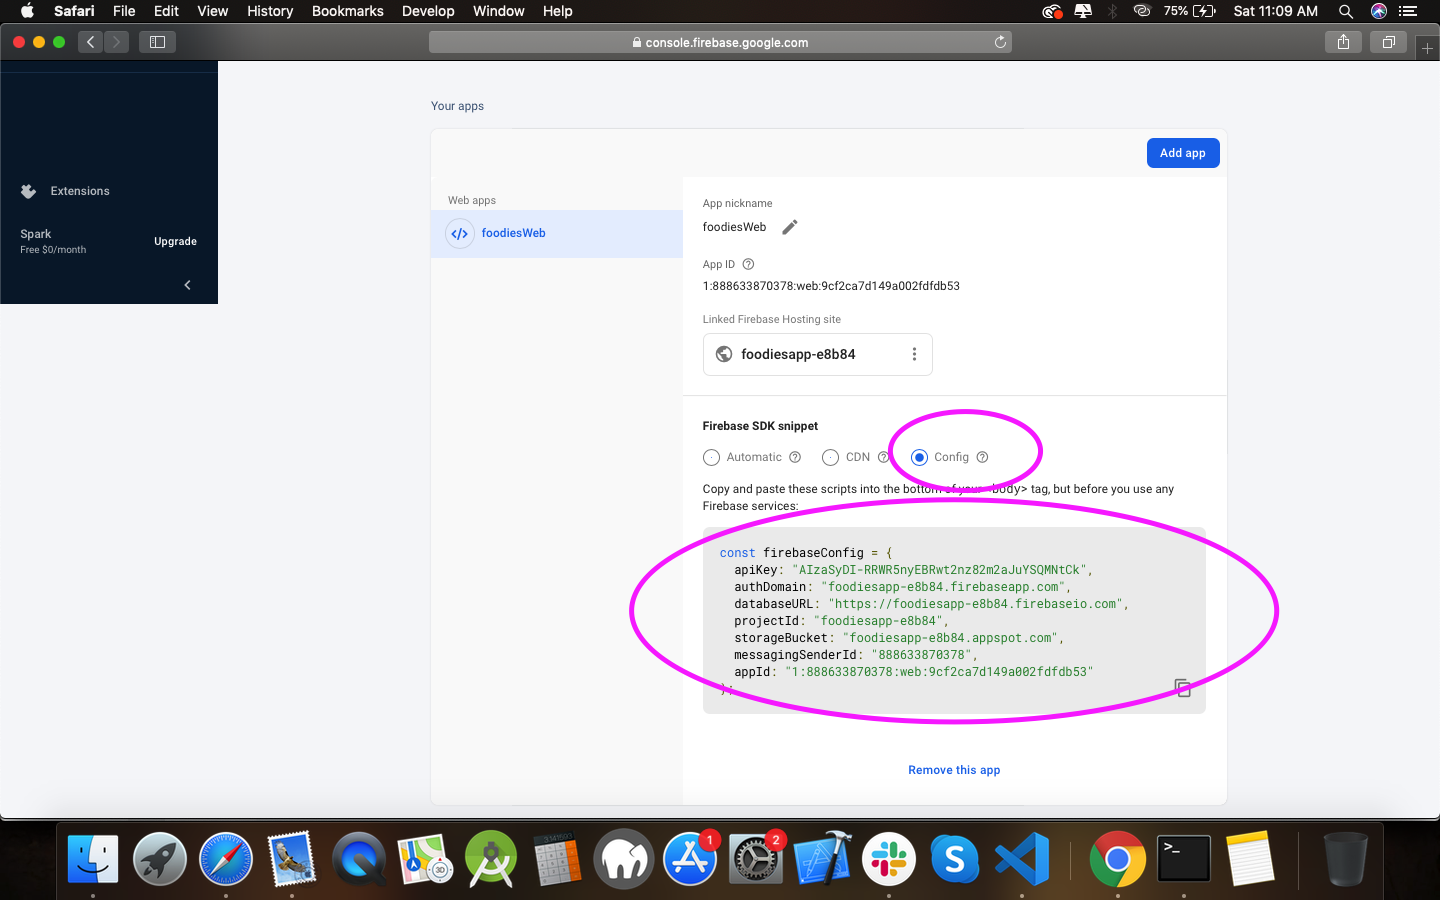 Safari File Edit View History Bookmarks Develop Window Help 75% Sat 11:09 AM
console.firebase.google.com
Your apps
Add app
Extensions
Spark
Free $0/month
Upgrade
Web apps
foodiesWeb
App nickname
foodiesWeb
App ID
1:888633870378:web:9cf2ca7d149a002fdfdb53
Linked Firebase Hosting site
foodiesapp-e8b84
Firebase SDK snippet
Automatic CDN Config
Copy and paste these scripts into the bottom of your <body> tag, but before you use any
Firebase services:
const firebaseConfig = {
apiKey: "AIzaSyDI-RRWR5nyEBRwt2nz82m2aJuYSQMNtCk",
authDomain: "foodiesapp-e8b84.firebaseapp.com",
databaseURL: "https://foodiesapp-e8b84.firebaseio.com",
projectId: "foodiesapp-e8b84",
storageBucket: "foodiesapp-e8b84.appspot.com",
messagingSenderId: "888633870378",
appId: "1:888633870378:web:9cf2ca7d149a002fdfdb53"
};
Remove this app
3D
1
2
S
>_